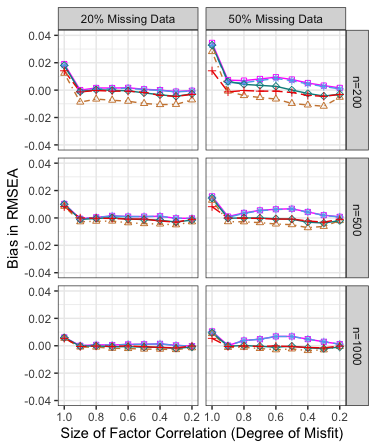 20% Missing Data
50% Missing Data
0.04
0.02
0.00
-0.02
-0.04
n=200
0.04
0.02
0.00
-0.02
-0.04
n=500
0.04
0.02
0.00
-0.02
-0.04
n=1000
Bias in RMSEA
1.0 0.8 0.6 0.4 0.2
1.0 0.8 0.6 0.4 0.2
Size of Factor Correlation (Degree of Misfit)